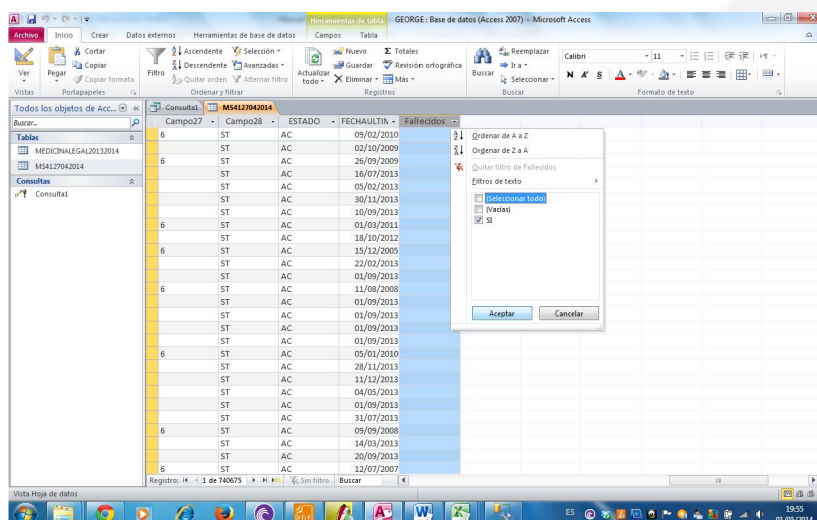 Herramientas de tabla GEORGE : Base de datos (Access 2007) - Microsoft Access
Archivo Inicio Crear Datos externos Herramientas de base de datos Campos Tabla
Ver
Vistas
Pegar
Cortar
Copiar
Copiar formato
Portapapeles
Filtro
Ascendente
Descendente
Quitar orden
Selección
Avanzadas
Alternar filtro
Ordenar y filtrar
Actualizar todo
Nuevo
Guardar
Eliminar
Σ Totales
Revisión ortográfica
Más
Registros
Buscar
Reemplazar
Ir a
Seleccionar
Buscar
Calibri 11
N K S A
Formato de texto
Todos los objetos de Acc...
Buscar...
Tablas
MEDICINALEGAL20132014
MS4127042014
Consultas
Consulta1
Consulta1 MS4127042014
Campo27 Campo28 ESTADO FECHAULTIN Fallecidos
6 ST AC 09/02/2010
ST AC 02/10/2009
6 ST AC 26/09/2009
ST AC 16/07/2013
ST AC 05/02/2013
ST AC 30/11/2013
ST AC 10/09/2013
6 ST AC 01/03/2011
ST AC 18/10/2012
6 ST AC 15/12/2005
ST AC 22/02/2013
ST AC 01/09/2013
6 ST AC 11/08/2008
ST AC 01/09/2013
ST AC 01/09/2013
ST AC 01/09/2013
ST AC 01/09/2013
6 ST AC 05/01/2010
ST AC 28/11/2013
ST AC 11/12/2013
ST AC 04/05/2013
ST AC 01/09/2013
ST AC 31/07/2013
6 ST AC 09/09/2008
ST AC 14/03/2013
ST AC 20/09/2013
6 ST AC 12/07/2007
Ordenar de A a Z
Ordenar de Z a A
Quitar filtro de Fallecidos
Filtros de texto
(Seleccionar todo)
(Vacías)
SI
Aceptar Cancelar
Registro: 1 de 740675 Sin filtro Buscar
Vista Hoja de datos
ES 19:55
01/05/2014